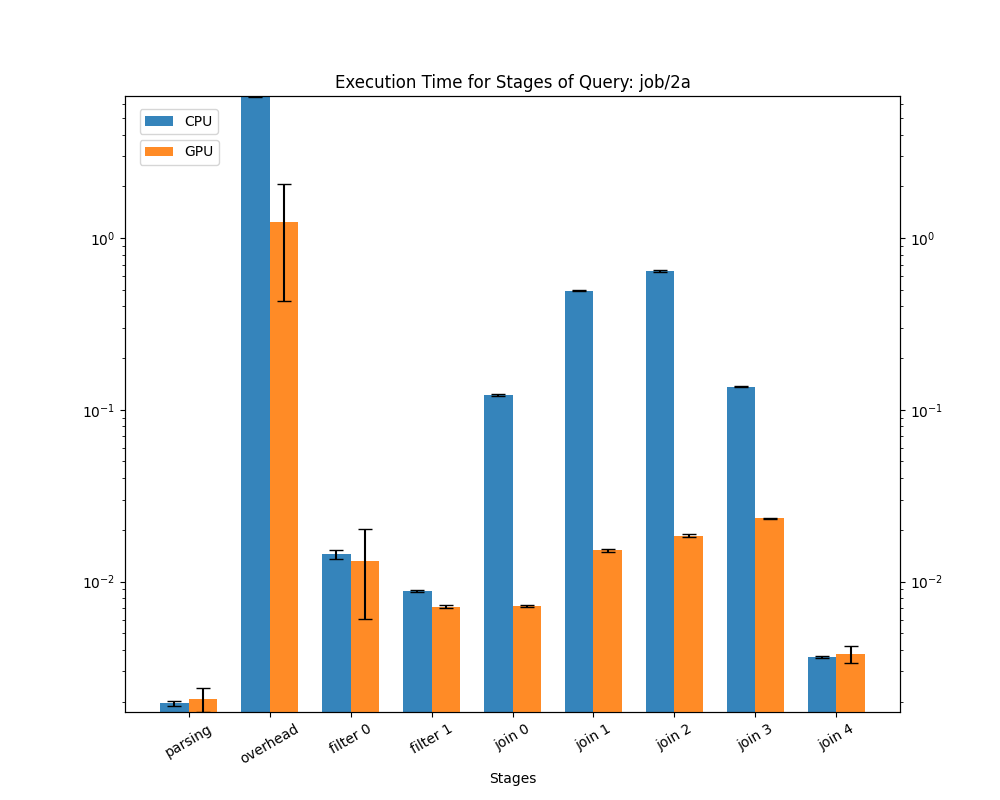 Execution Time for Stages of Query: job/2a
CPU
GPU
10⁰
10⁻¹
10⁻²
10⁰
10⁻¹
10⁻²
parsing
overhead
filter 0
filter 1
join 0
join 1
join 2
join 3
join 4
Stages